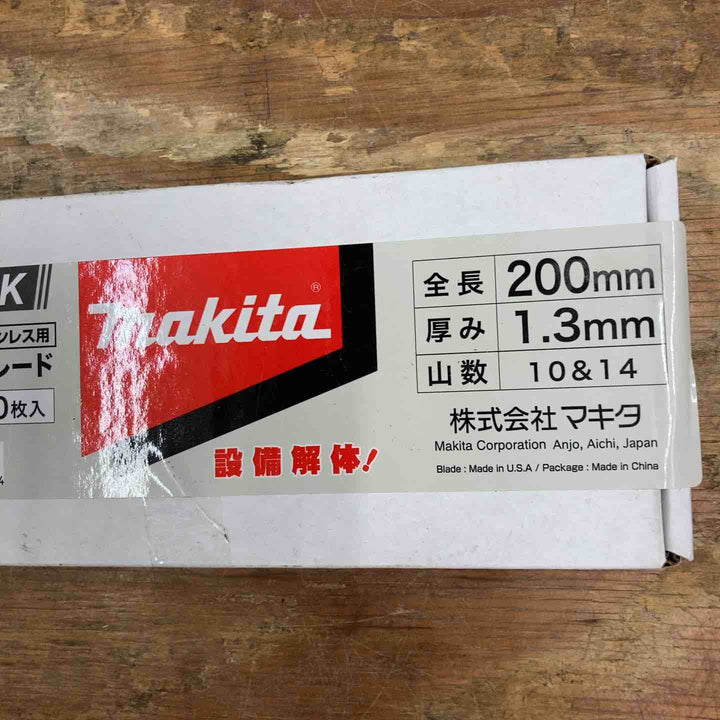 K
ンレス用
レード
0枚入
4
makita®
設備解体!
全長 200mm
厚み 1.3mm
山数 10&14
株式会社マキタ
Makita Corporation Anjo, Aichi, Japan
Blade : Made in U.S.A / Package : Made in China